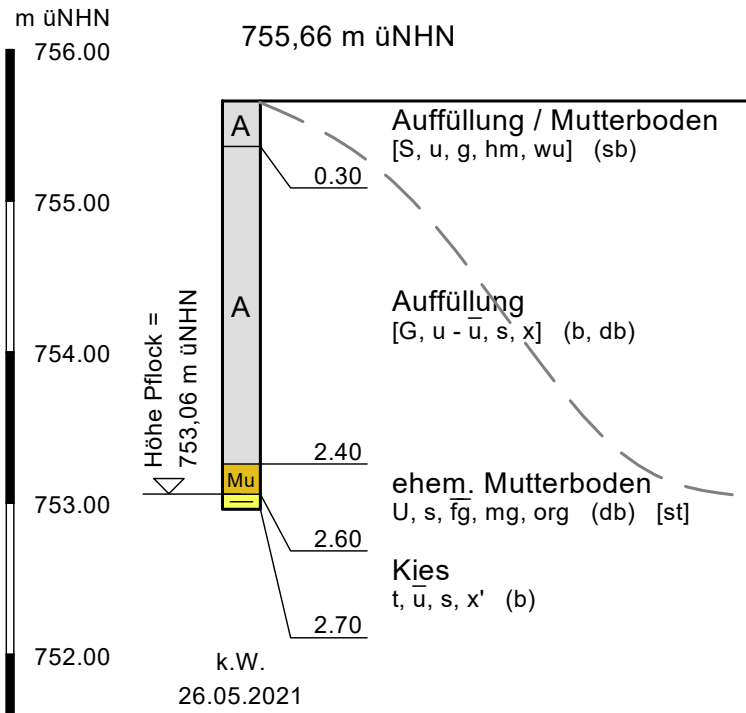 m üNHN
755,66 m üNHN
756.00
A
Auffüllung / Mutterboden
[S, u, g, hm, wu] (sb)
0.30
755.00
A
Auffüllung
[G, u - u̅, s, x] (b, db)
Höhe Pflock =
753,06 m üNHN
754.00
2.40
Mu
ehem. Mutterboden
U, s, f̅g̅, mg, org (db) [st]
753.00
2.60
Kies
t, u̅, s, x' (b)
2.70
752.00
k.W.
26.05.2021